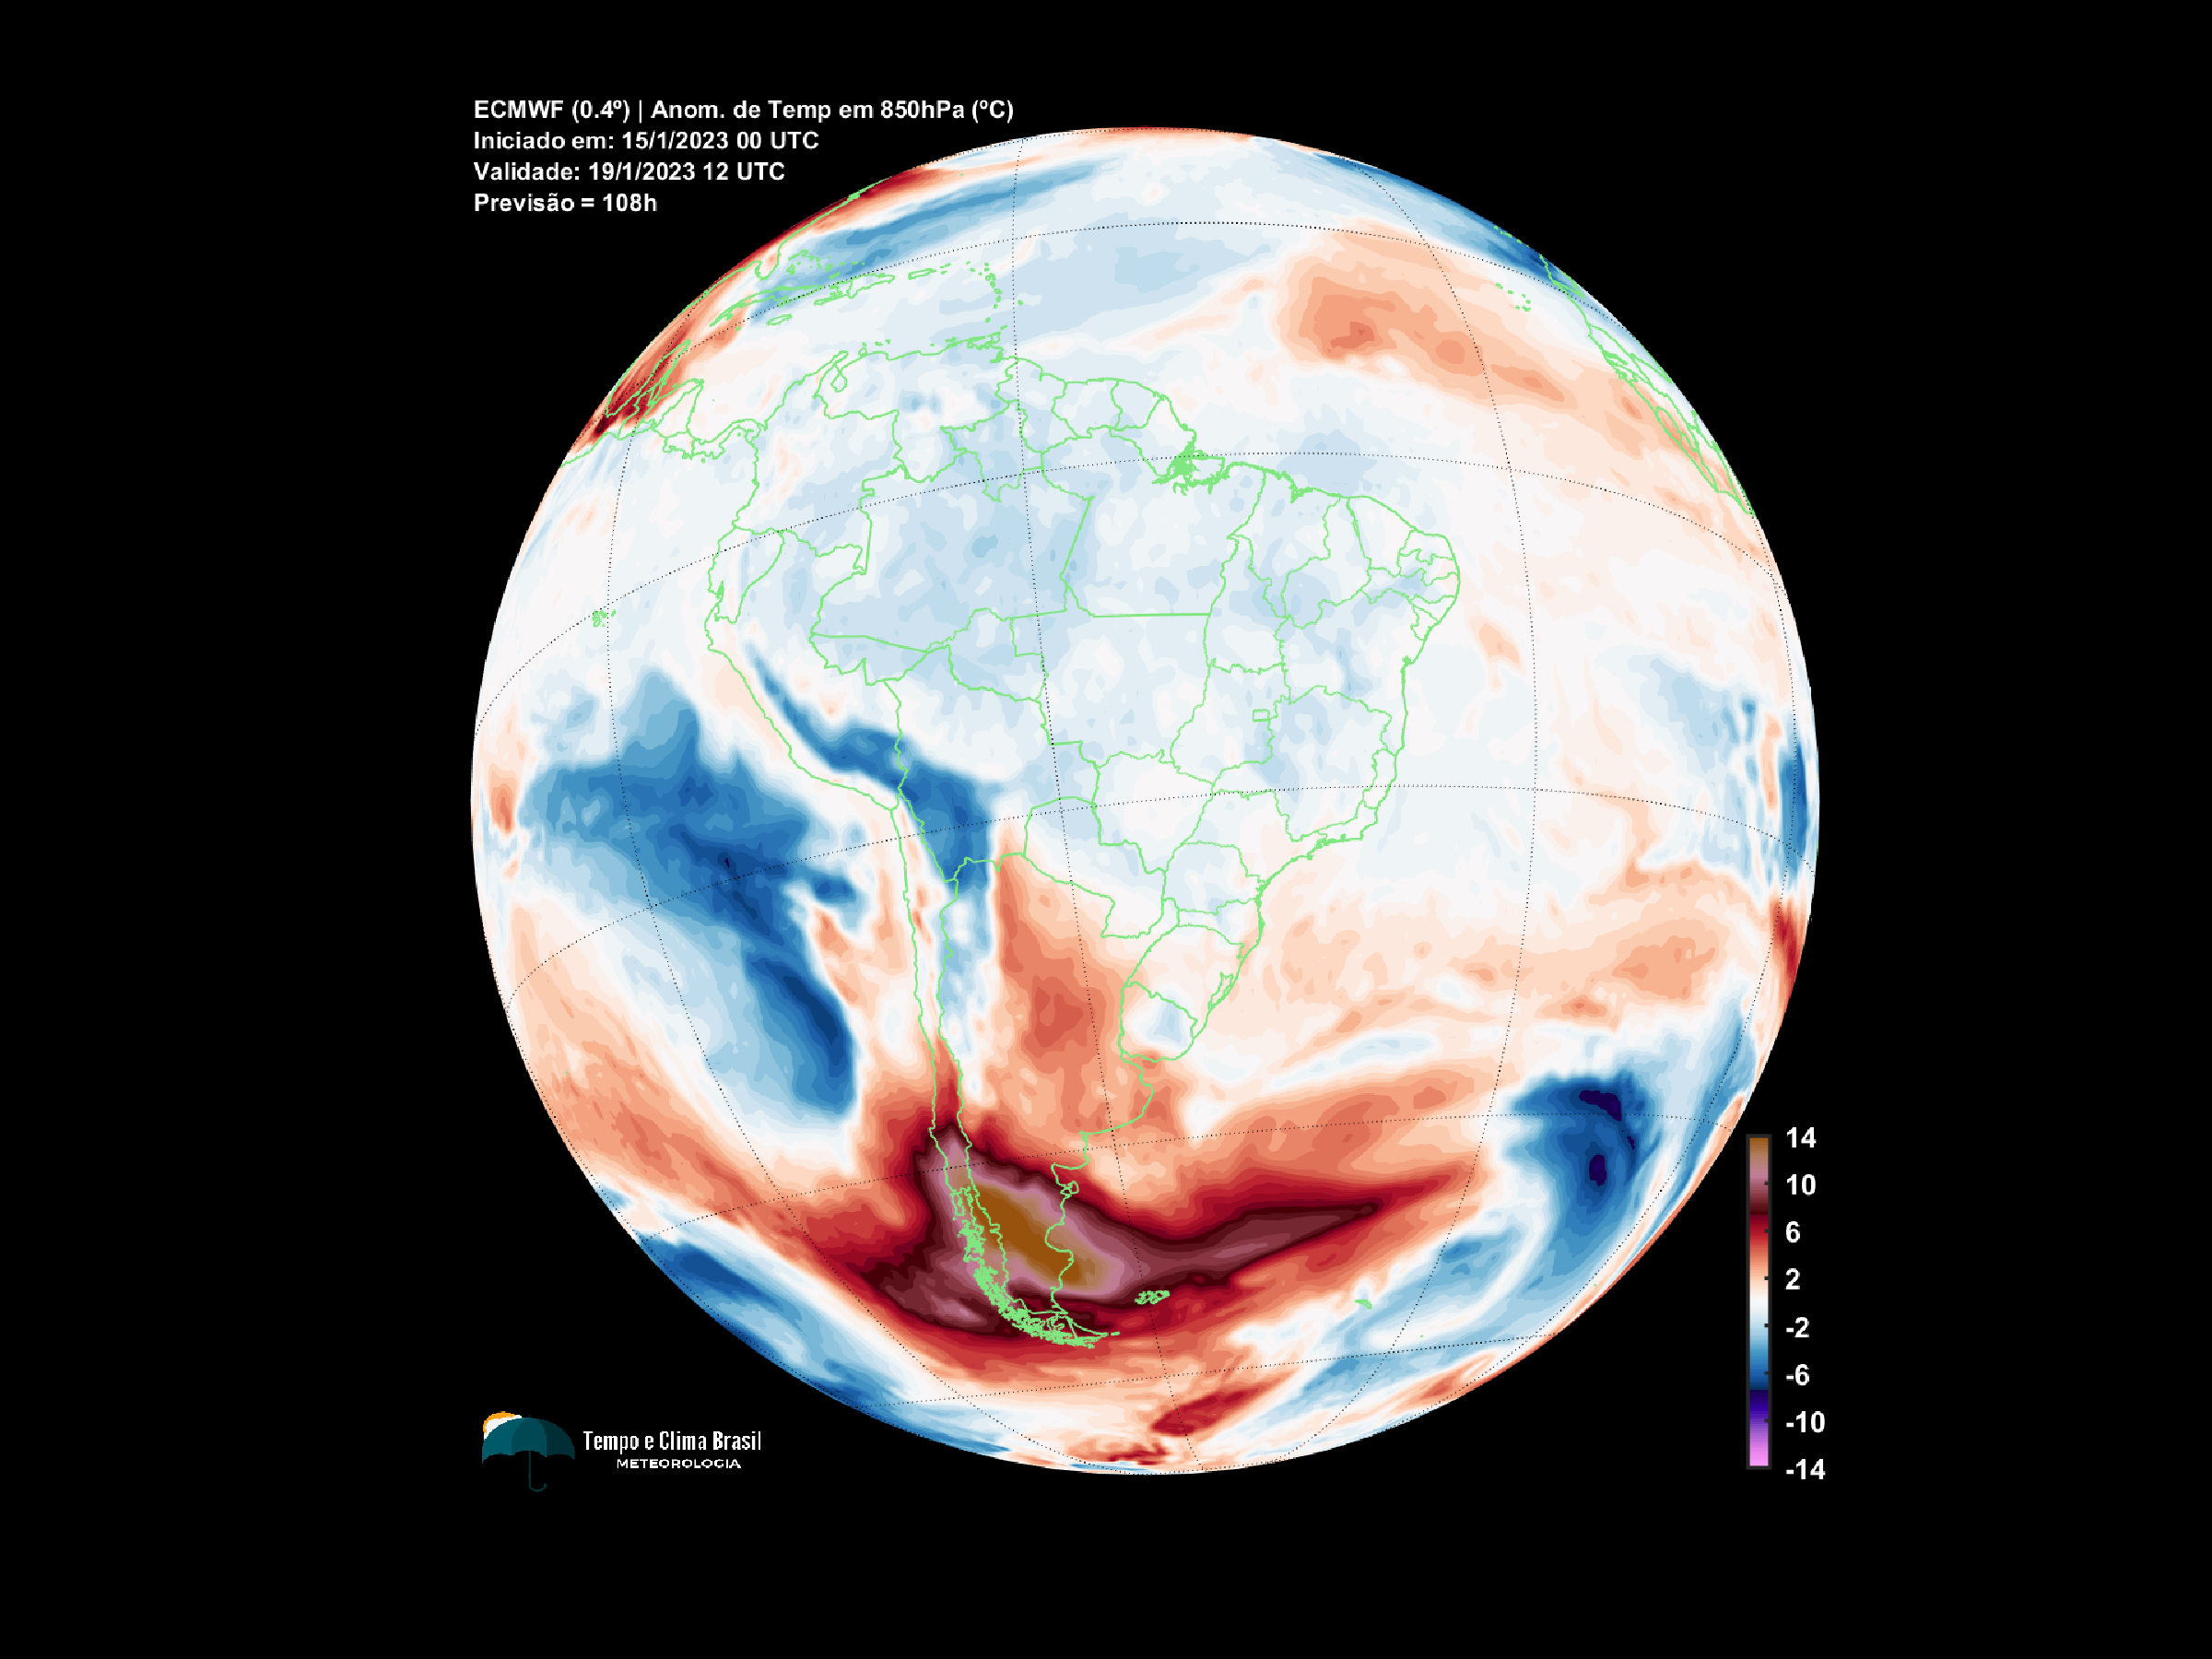 ECMWF (0.4º) | Anom. de Temp em 850hPa (ºC)
Iniciado em: 15/1/2023 00 UTC
Validade: 19/1/2023 12 UTC
Previsão = 108h
14
10
6
2
-2
-6
-10
-14
Tempo e Clima Brasil
METEOROLOGIA